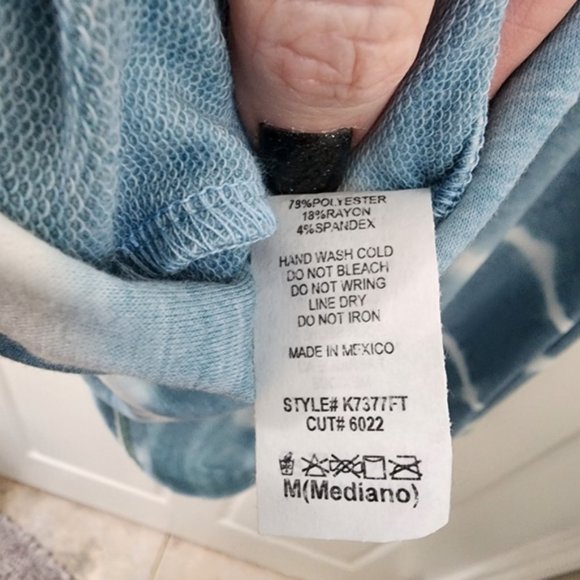 78%POLYESTER
18%RAYON
4%SPANDEX
HAND WASH COLD
DO NOT BLEACH
DO NOT WRING
LINE DRY
DO NOT IRON
MADE IN MEXICO
STYLE# K7377FT
CUT# 6022
M(Mediano)